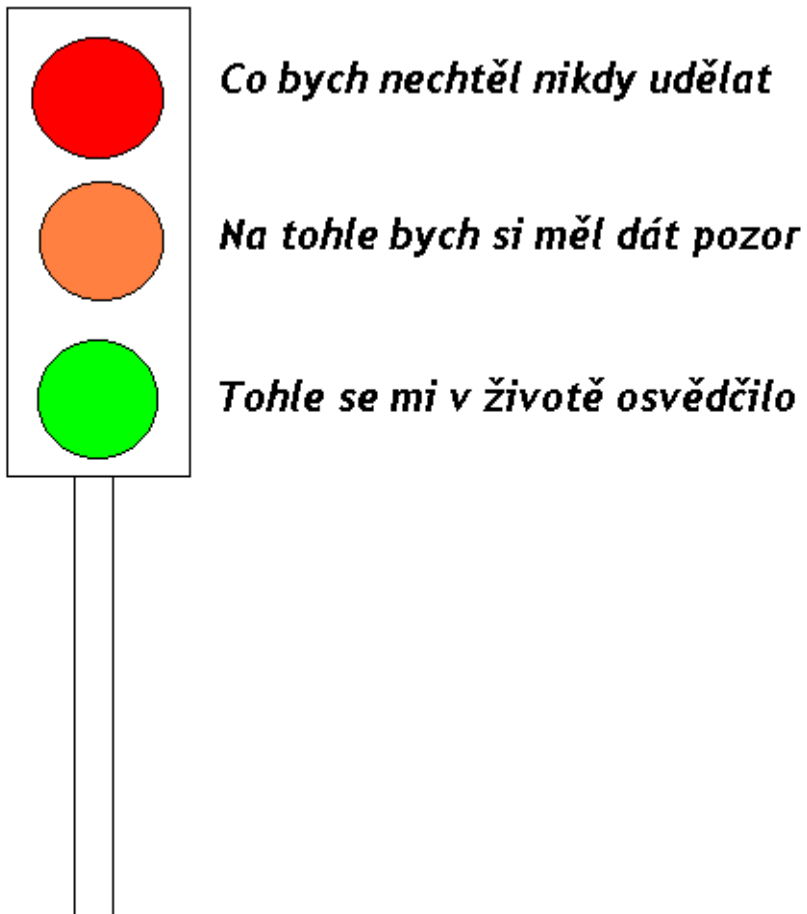 Co bych nechtěl nikdy udělat
Na tohle bych si měl dát pozor
Tohle se mi v životě osvědčilo